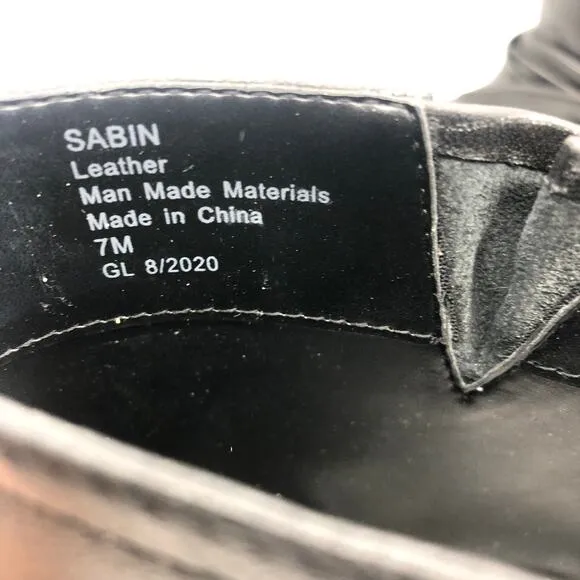 SABIN
Leather
Man Made Materials
Made in China
7M
GL 8/2020